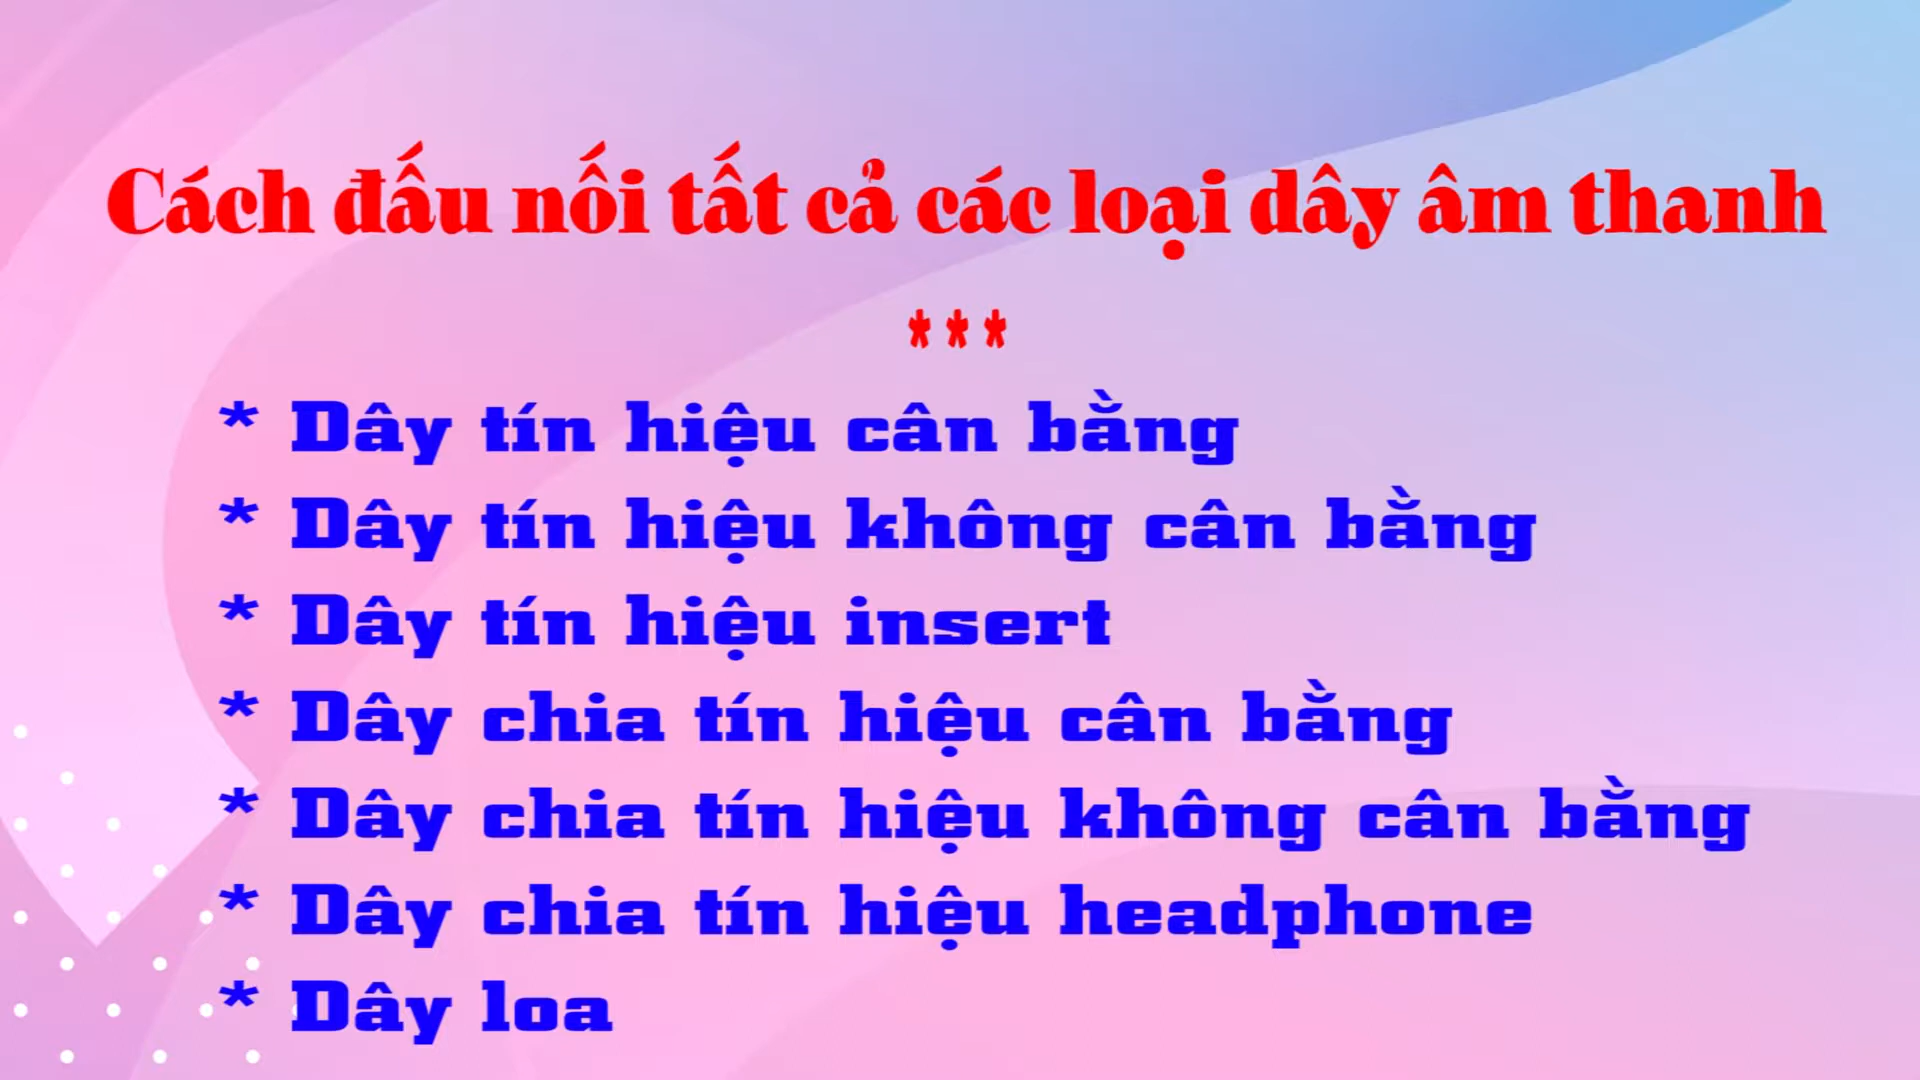 Cách đấu nối tất cả các loại dây âm thanh
***
* Dây tín hiệu cân bằng
* Dây tín hiệu không cân bằng
* Dây tín hiệu insert
* Dây chia tín hiệu cân bằng
* Dây chia tín hiệu không cân bằng
* Dây chia tín hiệu headphone
* Dây loa